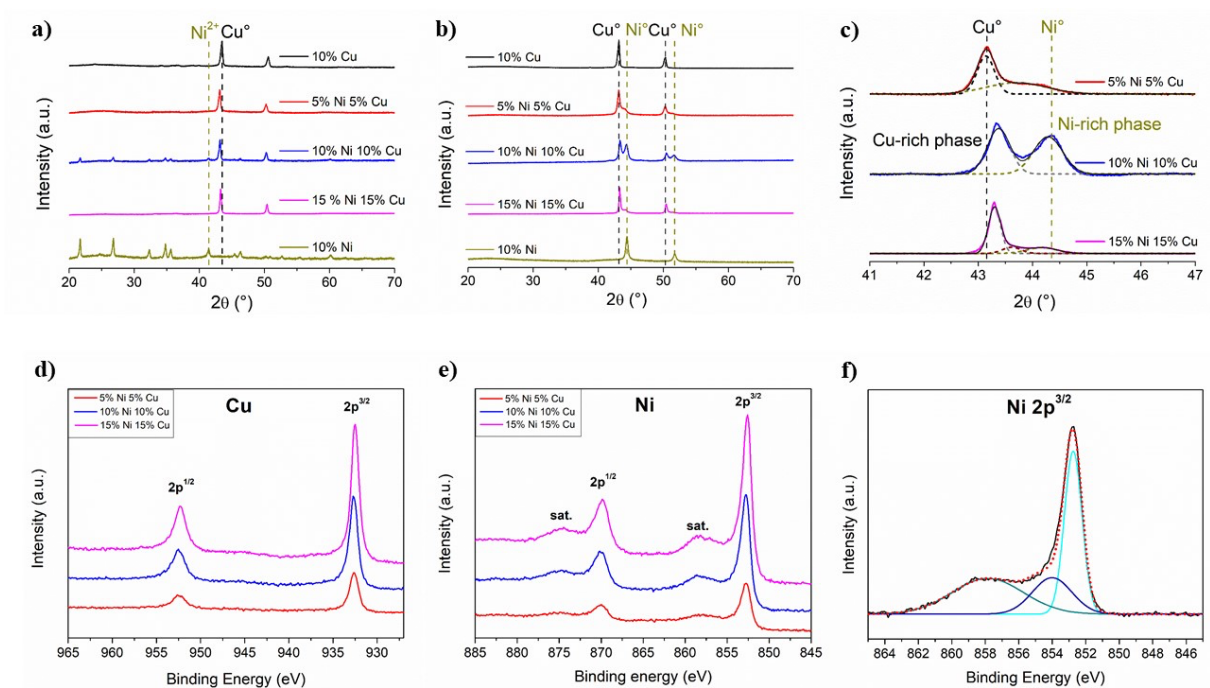 a)
Ni²⁺ Cu°
10% Cu
5% Ni 5% Cu
10% Ni 10% Cu
15 % Ni 15% Cu
10% Ni
Intensity (a.u.)
20 30 40 50 60 70
2θ (°)
b)
Cu° Ni° Cu° Ni°
10% Cu
5% Ni 5% Cu
10% Ni 10% Cu
15% Ni 15% Cu
10% Ni
Intensity (a.u.)
20 30 40 50 60 70
2θ (°)
c)
Cu° Ni°
5% Ni 5% Cu
Ni-rich phase
Cu-rich phase
10% Ni 10% Cu
15% Ni 15% Cu
Intensity (a.u.)
41 42 43 44 45 46 47
2θ (°)
d)
5% Ni 5% Cu
10% Ni 10% Cu
15% Ni 15% Cu
Cu
2p³/²
2p¹/²
Intensity (a.u.)
965 960 955 950 945 940 935 930
Binding Energy (eV)
e)
5% Ni 5% Cu
10% Ni 10% Cu
15% Ni 15% Cu
Ni
2p³/²
2p¹/²
sat.
sat.
Intensity (a.u.)
885 880 875 870 865 860 855 850 845
Binding Energy (eV)
f)
Ni 2p³/²
Intensity (a.u.)
864 862 860 858 856 854 852 850 848 846
Binding Energy (eV)